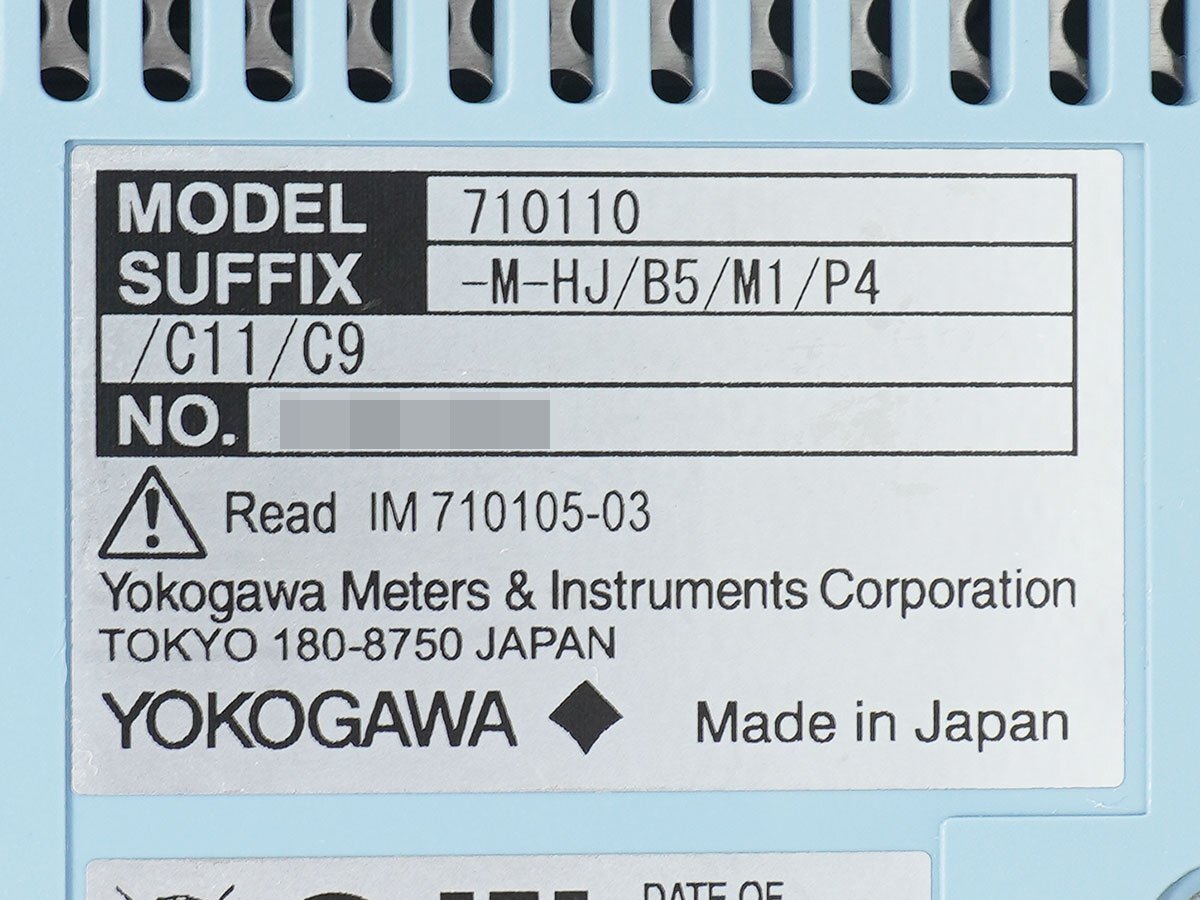 MODEL 710110
SUFFIX -M-HJ/B5/M1/P4
/C11/C9
NO.
Read IM 710105-03
Yokogawa Meters & Instruments Corporation
TOKYO 180-8750 JAPAN
YOKOGAWA Made in Japan
DATE OF